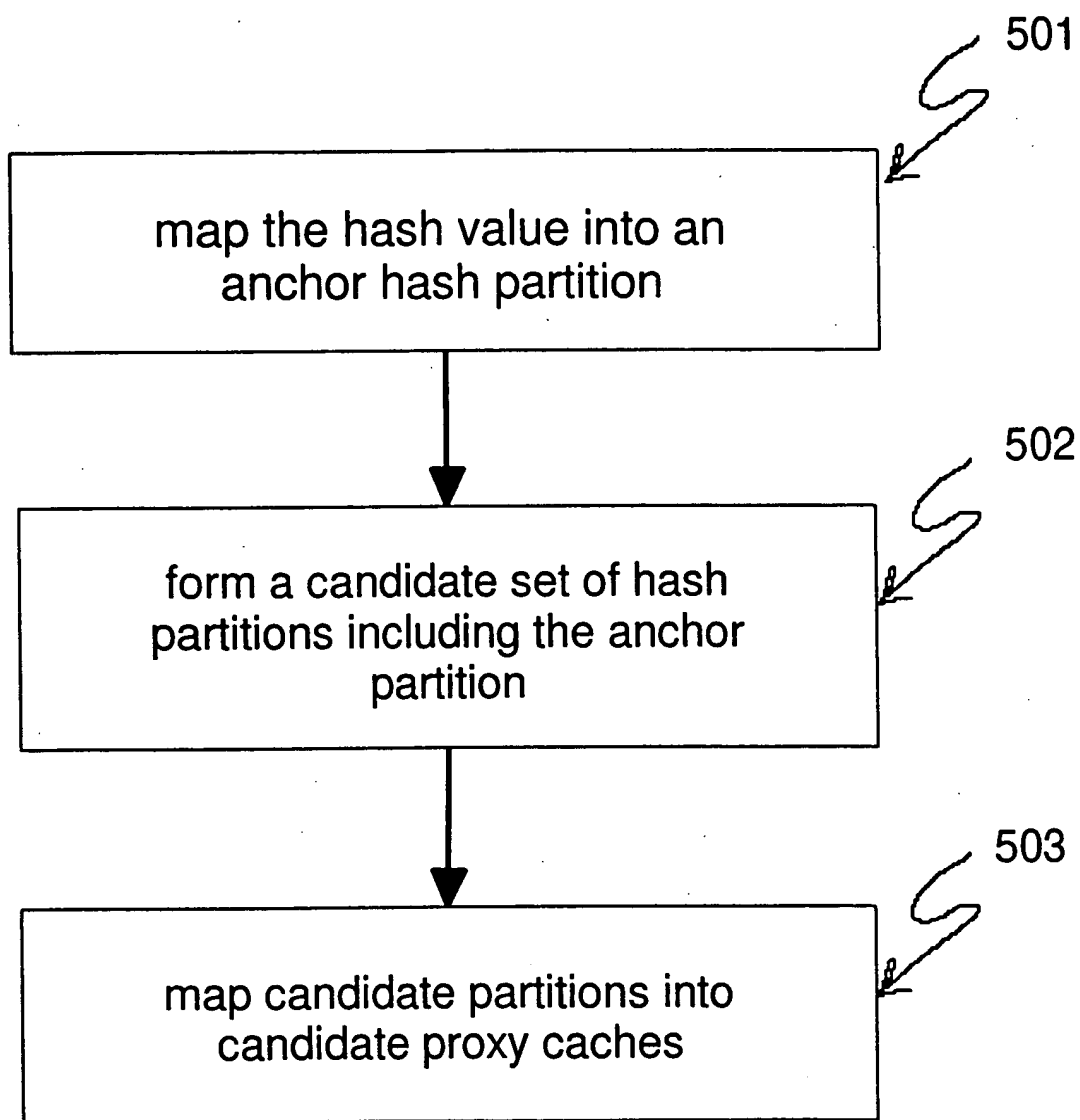 501
map the hash value into an
anchor hash partition
502
form a candidate set of hash
partitions including the anchor
partition
503
map candidate partitions into
candidate proxy caches